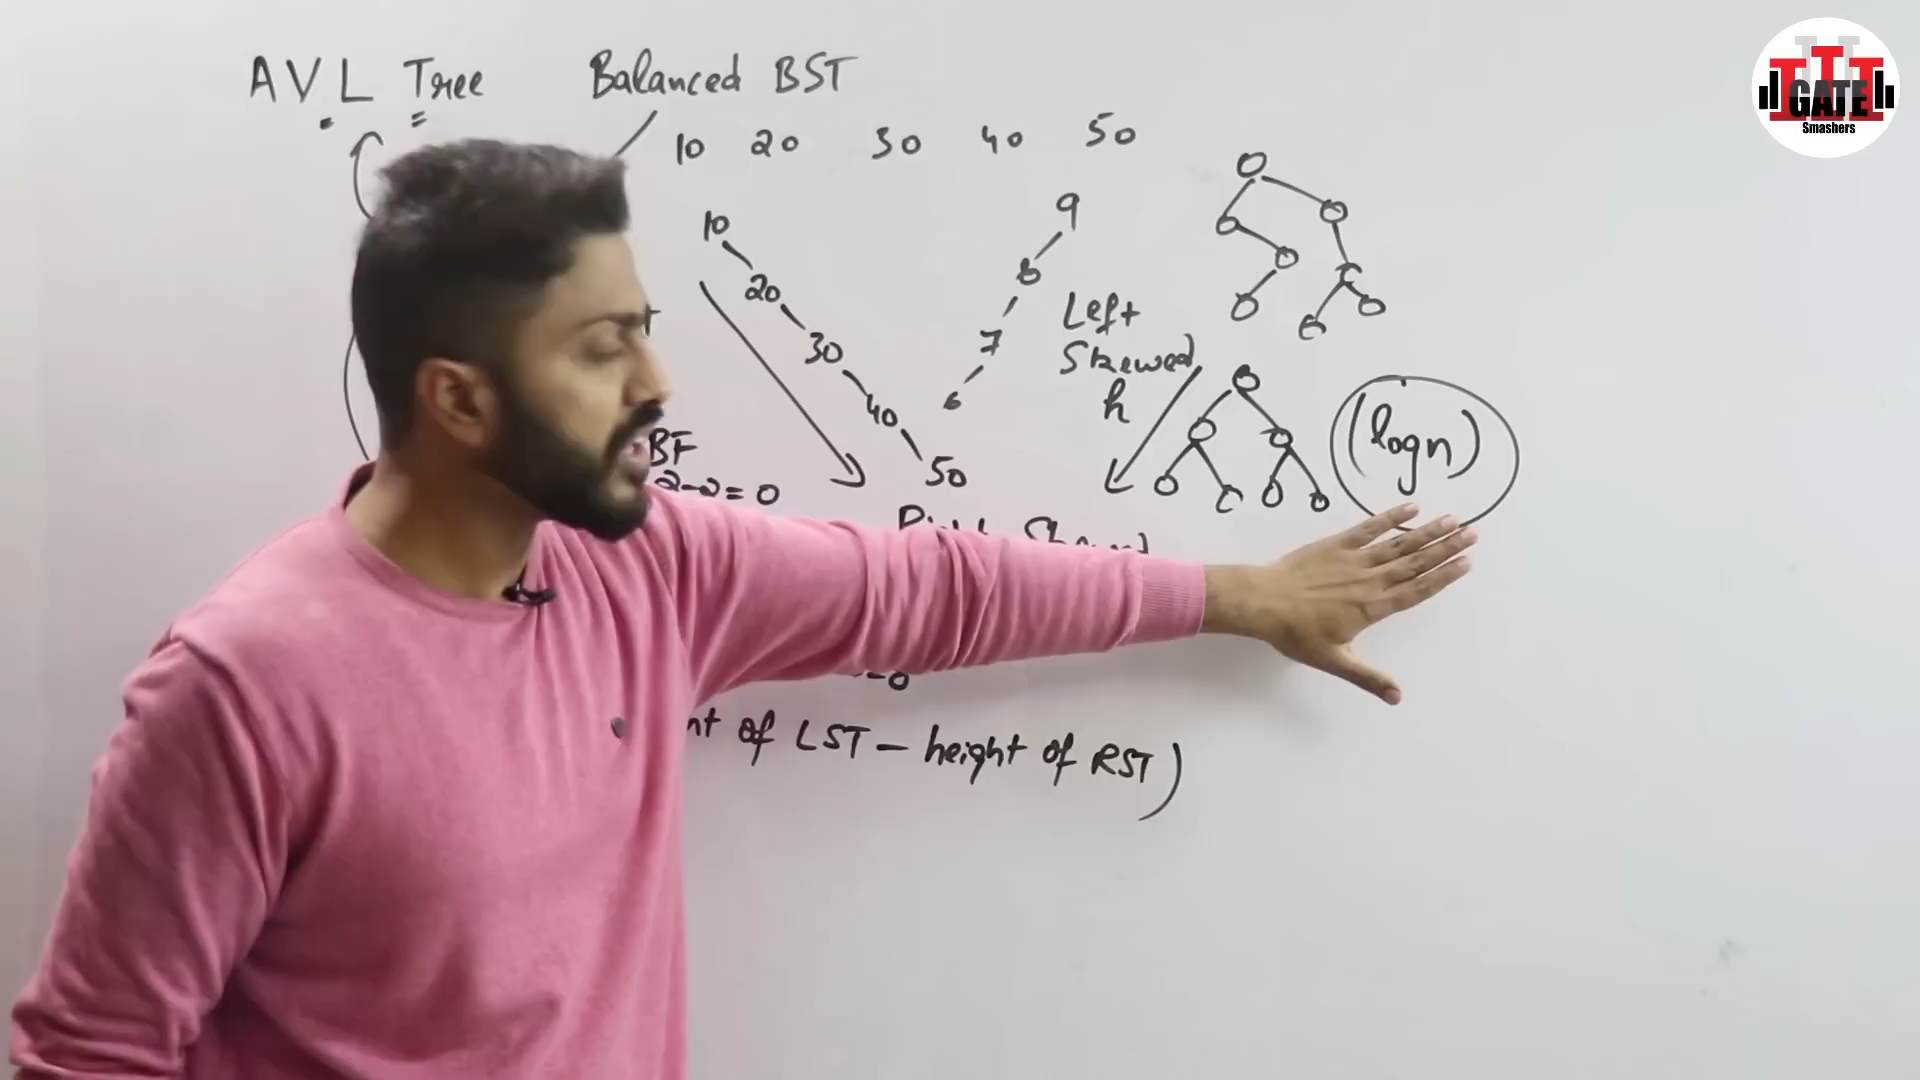 AVL Tree Balanced BST
10 20 30 40 50
10
20
30
40
50
9
8
7
6
Left
Skewed
h
(logn)
BF
2-2=0
-0
of LST - height of RST)
GATE
Smashers